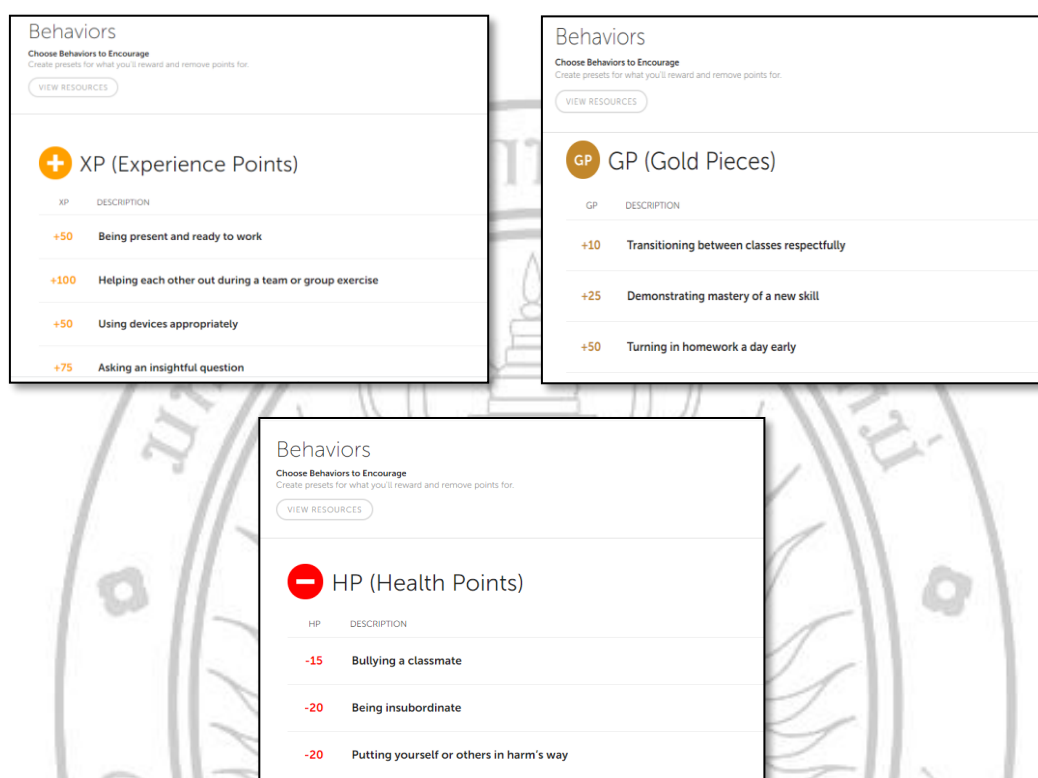 Behaviors
Choose Behaviors to Encourage
Create presets for what you'll reward and remove points for.
VIEW RESOURCES
XP (Experience Points)
XP DESCRIPTION
+50 Being present and ready to work
+100 Helping each other out during a team or group exercise
+50 Using devices appropriately
+75 Asking an insightful question
Behaviors
Choose Behaviors to Encourage
Create presets for what you'll reward and remove points for.
VIEW RESOURCES
GP GP (Gold Pieces)
GP DESCRIPTION
+10 Transitioning between classes respectfully
+25 Demonstrating mastery of a new skill
+50 Turning in homework a day early
Behaviors
Choose Behaviors to Encourage
Create presets for what you'll reward and remove points for.
VIEW RESOURCES
HP (Health Points)
HP DESCRIPTION
-15 Bullying a classmate
-20 Being insubordinate
-20 Putting yourself or others in harm's way